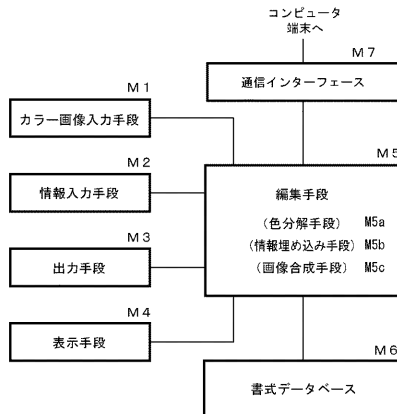 コンピュータ
端末へ
M7
通信インターフェース
M1
カラー画像入力手段
M2
情報入力手段
M3
出力手段
M4
表示手段
M5
編集手段
(色分解手段) M5a
(情報埋め込み手段) M5b
(画像合成手段) M5c
M6
書式データベース